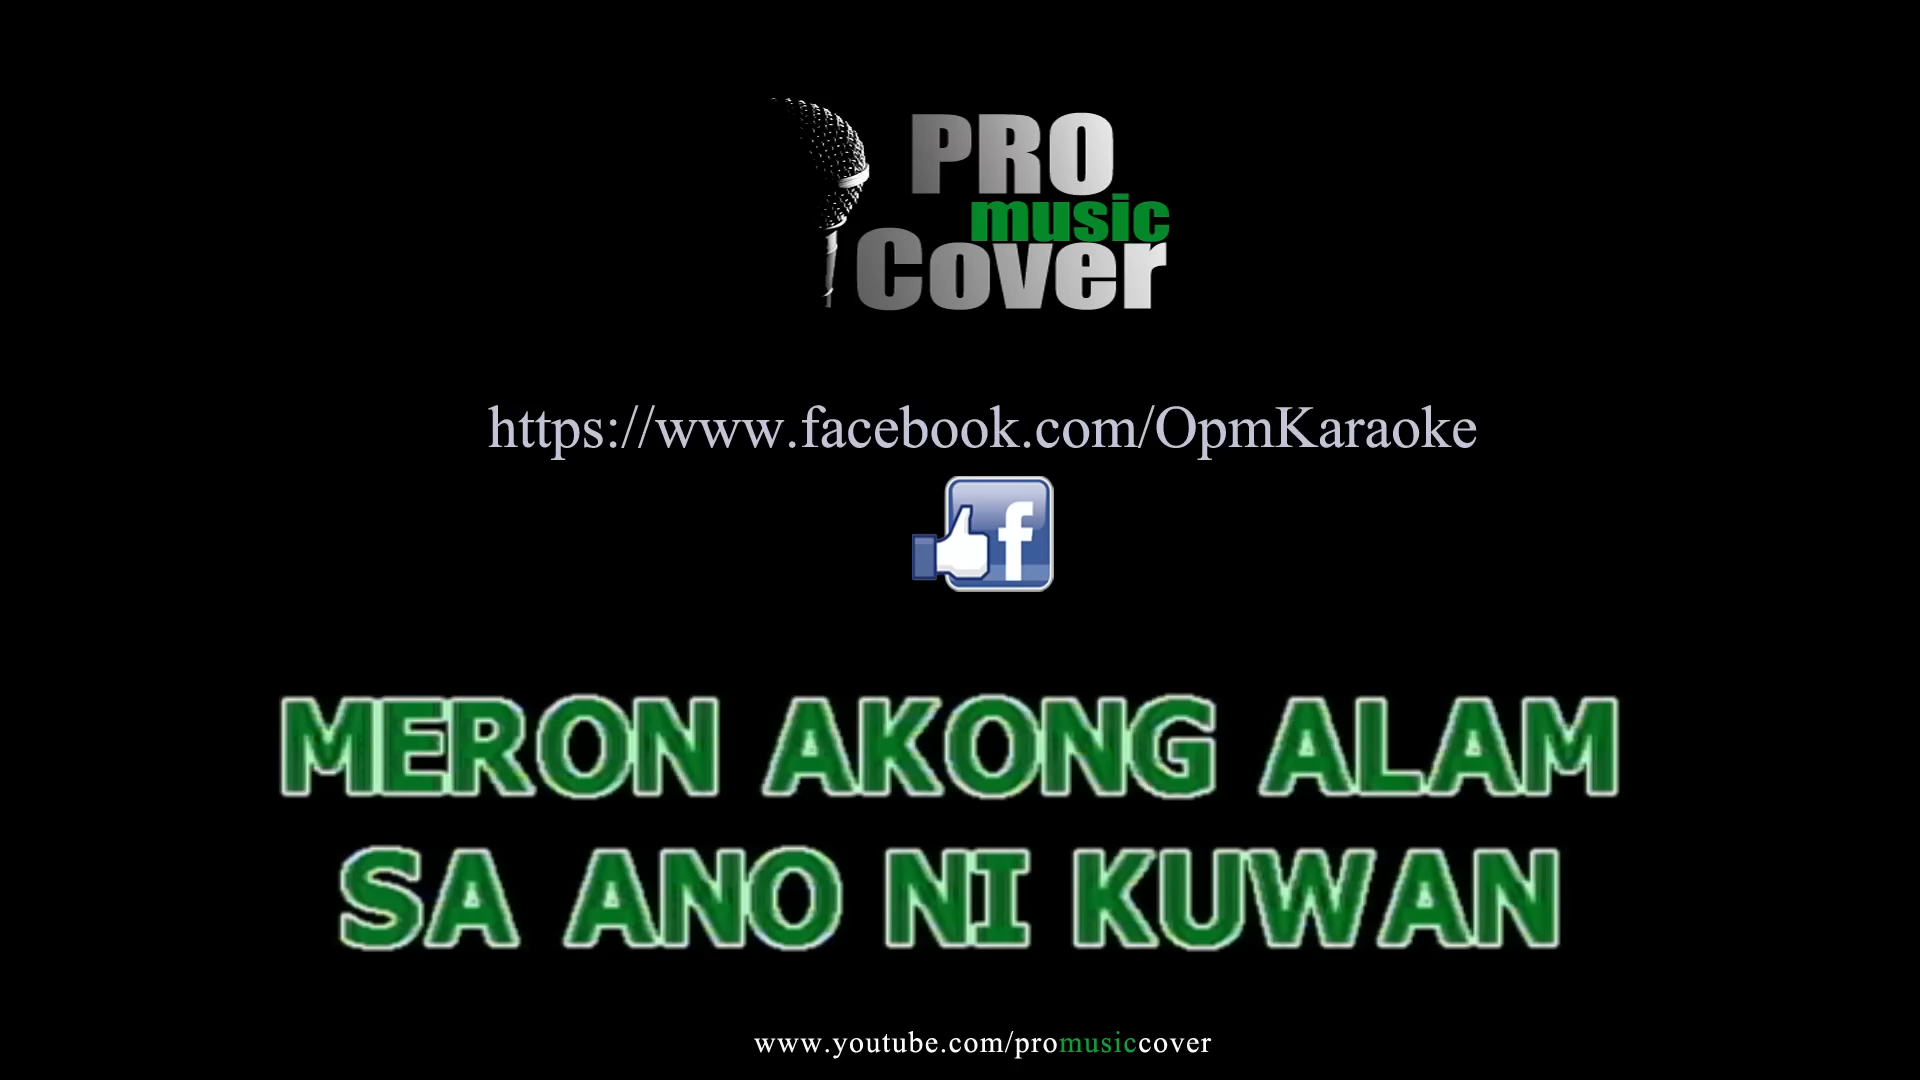 PRO
music
Cover
https://www.facebook.com/OpmKaraoke
f
MERON AKONG ALAM
SA ANO NI KUWAN
www.youtube.com/promusiccover